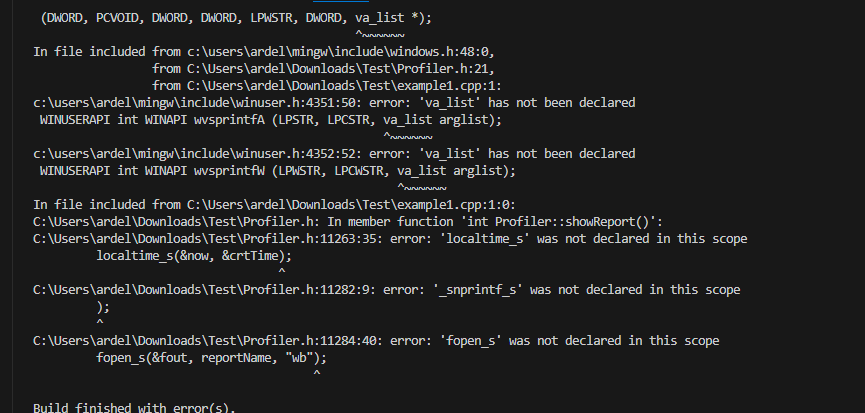 (DWORD, PCVOID, DWORD, DWORD, LPWSTR, DWORD, va_list *);
^~~~~~~
In file included from c:\users\ardel\mingw\include\windows.h:48:0,
from C:\Users\ardel\Downloads\Test\Profiler.h:21,
from C:\Users\ardel\Downloads\Test\example1.cpp:1:
c:\users\ardel\mingw\include\winuser.h:4351:50: error: 'va_list' has not been declared
WINUSERAPI int WINAPI wvsprintfA (LPSTR, LPCSTR, va_list arglist);
^~~~~~~
c:\users\ardel\mingw\include\winuser.h:4352:52: error: 'va_list' has not been declared
WINUSERAPI int WINAPI wvsprintfW (LPWSTR, LPCWSTR, va_list arglist);
^~~~~~~
In file included from C:\Users\ardel\Downloads\Test\example1.cpp:1:0:
C:\Users\ardel\Downloads\Test\Profiler.h: In member function 'int Profiler::showReport()':
C:\Users\ardel\Downloads\Test\Profiler.h:11263:35: error: 'localtime_s' was not declared in this scope
localtime_s(&now, &crtTime);
^
C:\Users\ardel\Downloads\Test\Profiler.h:11282:9: error: '_snprintf_s' was not declared in this scope
);
^
C:\Users\ardel\Downloads\Test\Profiler.h:11284:40: error: 'fopen_s' was not declared in this scope
fopen_s(&fout, reportName, "wb");
^
Build finished with error(s).